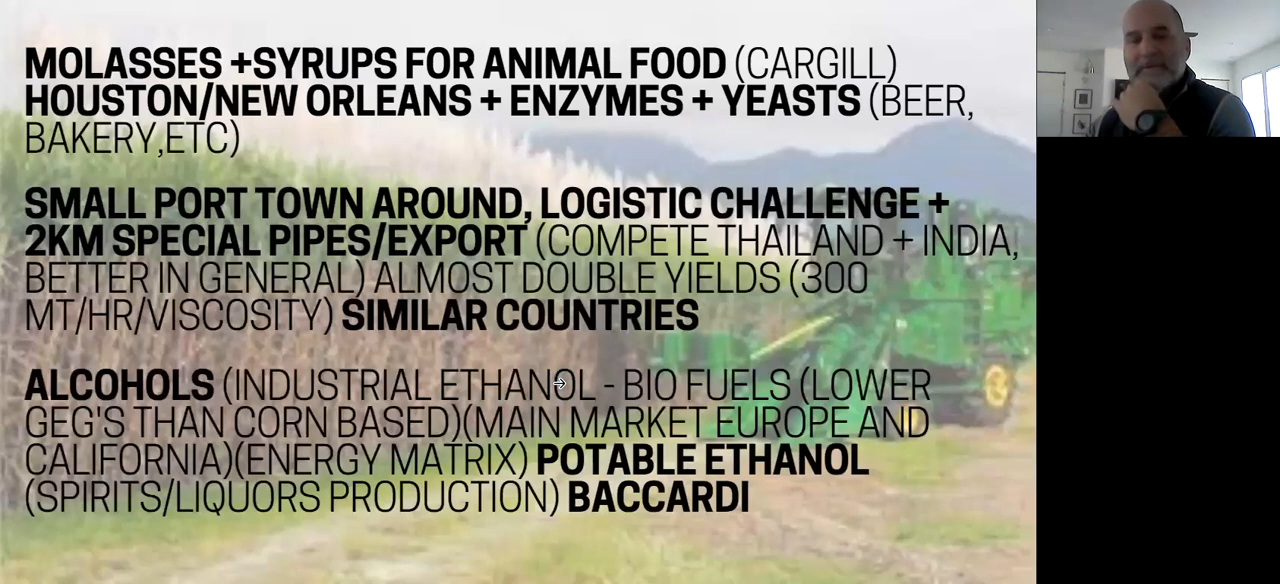 MOLASSES +SYRUPS FOR ANIMAL FOOD (CARGILL)
HOUSTON/NEW ORLEANS + ENZYMES + YEASTS (BEER,
BAKERY,ETC)
SMALL PORT TOWN AROUND, LOGISTIC CHALLENGE +
2KM SPECIAL PIPES/EXPORT (COMPETE THAILAND + INDIA,
BETTER IN GENERAL) ALMOST DOUBLE YIELDS (300
MT/HR/VISCOSITY) SIMILAR COUNTRIES
ALCOHOLS (INDUSTRIAL ETHANOL - BIO FUELS (LOWER
GEG'S THAN CORN BASED)(MAIN MARKET EUROPE AND
CALIFORNIA)(ENERGY MATRIX) POTABLE ETHANOL
(SPIRITS/LIQUORS PRODUCTION) BACCARDI